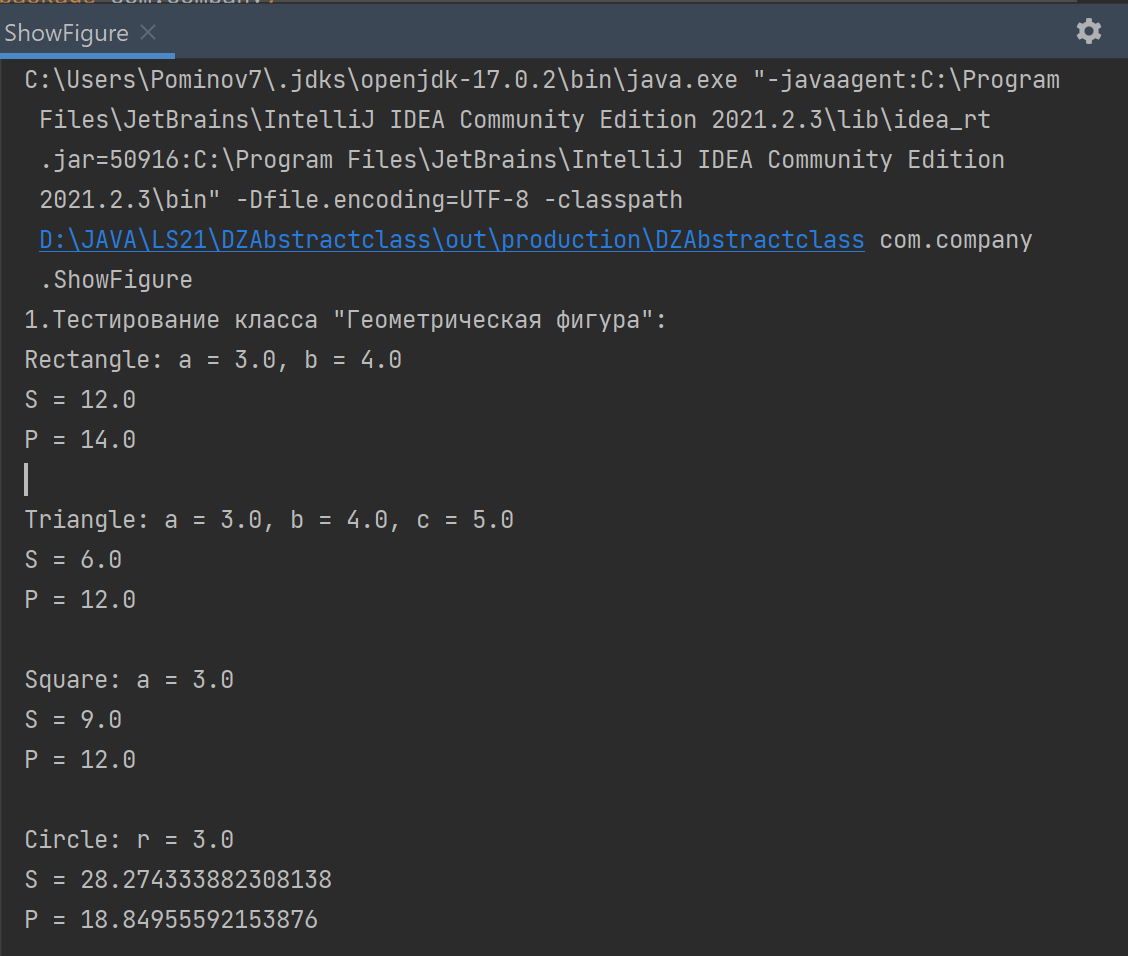 ShowFigure
C:\Users\Pominov7\.jdks\openjdk-17.0.2\bin\java.exe "-javaagent:C:\Program
Files\JetBrains\IntelliJ IDEA Community Edition 2021.2.3\lib\idea_rt
.jar=50916:C:\Program Files\JetBrains\IntelliJ IDEA Community Edition
2021.2.3\bin" -Dfile.encoding=UTF-8 -classpath
D:\JAVA\LS21\DZAbstractclass\out\production\DZAbstractclass com.company
.ShowFigure
1.Тестирование класса "Геометрическая фигура":
Rectangle: a = 3.0, b = 4.0
S = 12.0
P = 14.0
Triangle: a = 3.0, b = 4.0, c = 5.0
S = 6.0
P = 12.0
Square: a = 3.0
S = 9.0
P = 12.0
Circle: r = 3.0
S = 28.274333882308138
P = 18.84955592153876